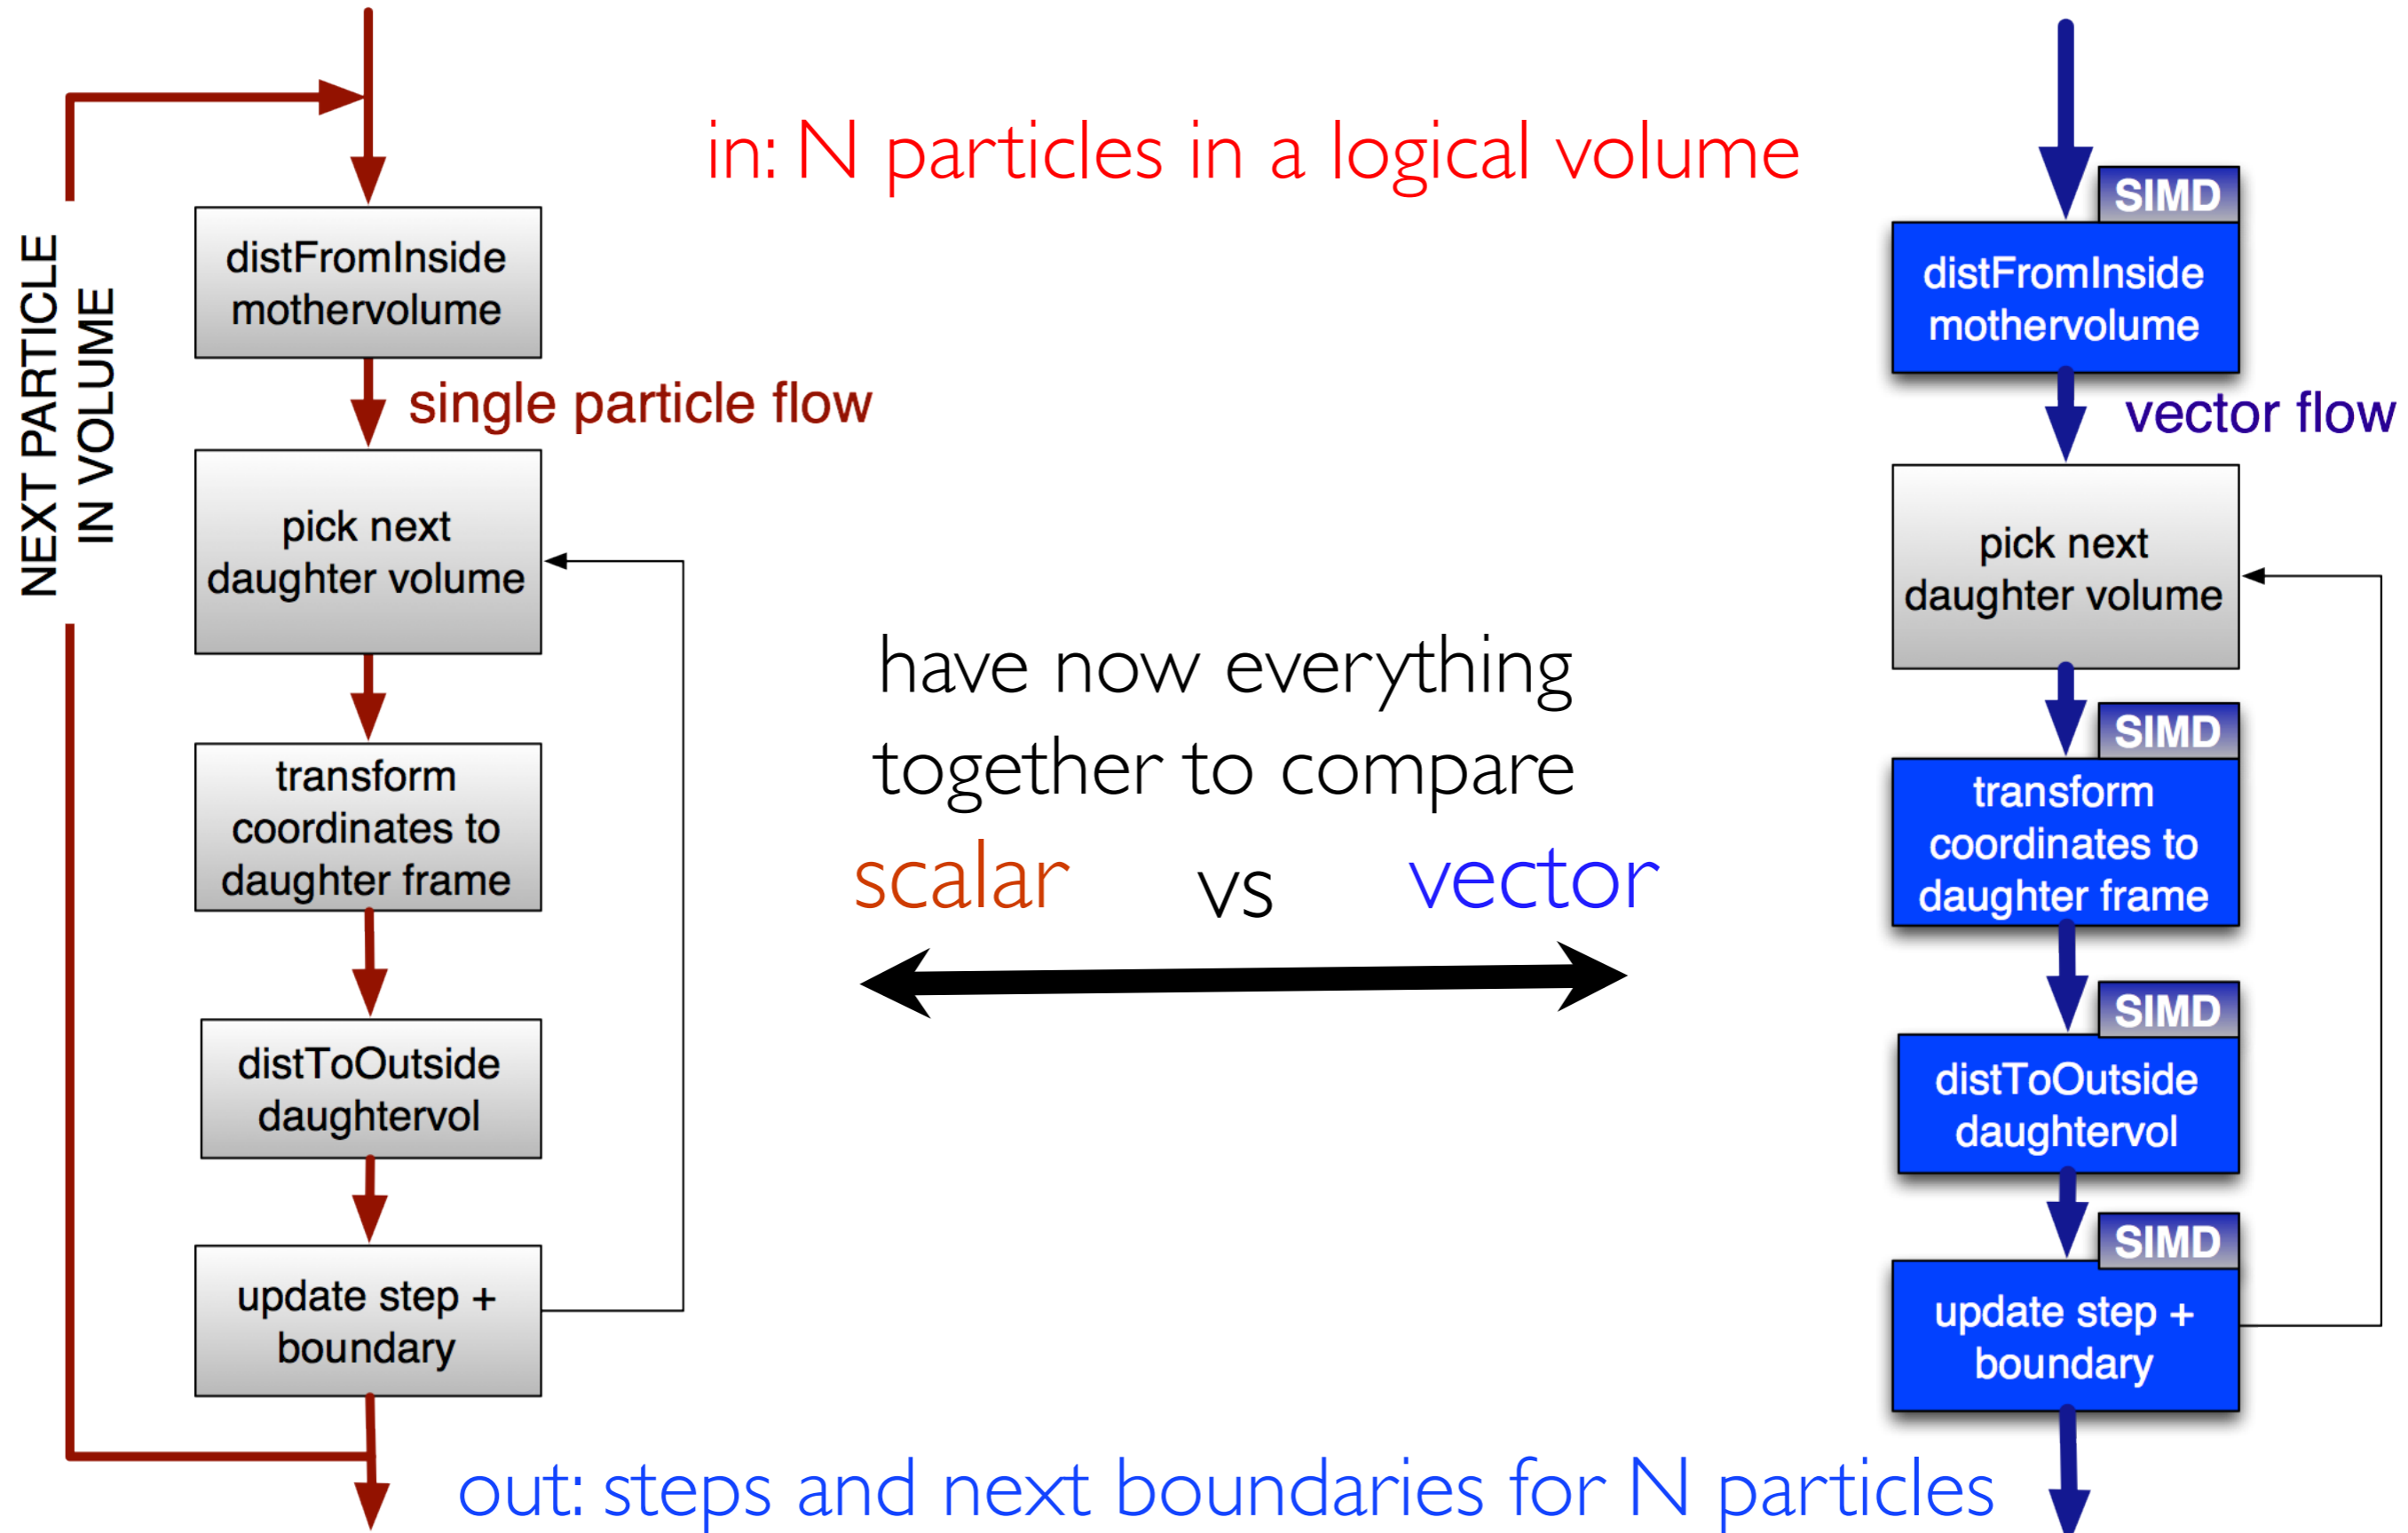 in: N particles in a logical volume
NEXT PARTICLE
IN VOLUME
distFromInside
mothervolume
single particle flow
pick next
daughter volume
transform
coordinates to
daughter frame
distToOutside
daughtervol
update step +
boundary
have now everything
together to compare
scalar vs vector
SIMD
distFromInside
mothervolume
vector flow
pick next
daughter volume
SIMD
transform
coordinates to
daughter frame
SIMD
distToOutside
daughtervol
SIMD
update step +
boundary
out: steps and next boundaries for N particles